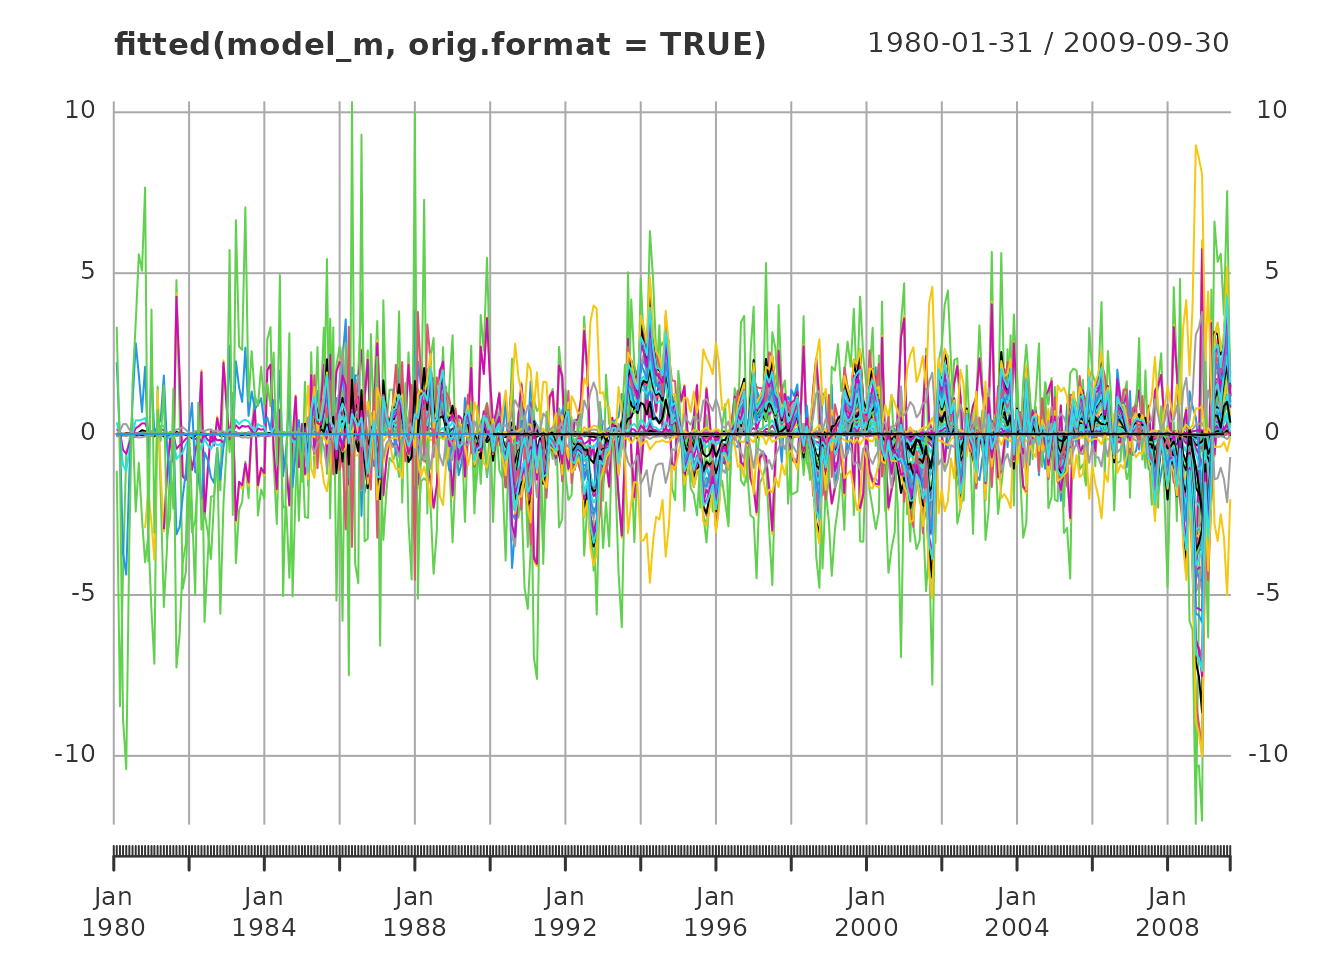 fitted(model_m, orig.format = TRUE) 1980-01-31 / 2009-09-30
10 10
5 5
0 0
-5 -5
-10 -10
Jan Jan Jan Jan Jan Jan Jan Jan
1980 1984 1988 1992 1996 2000 2004 2008